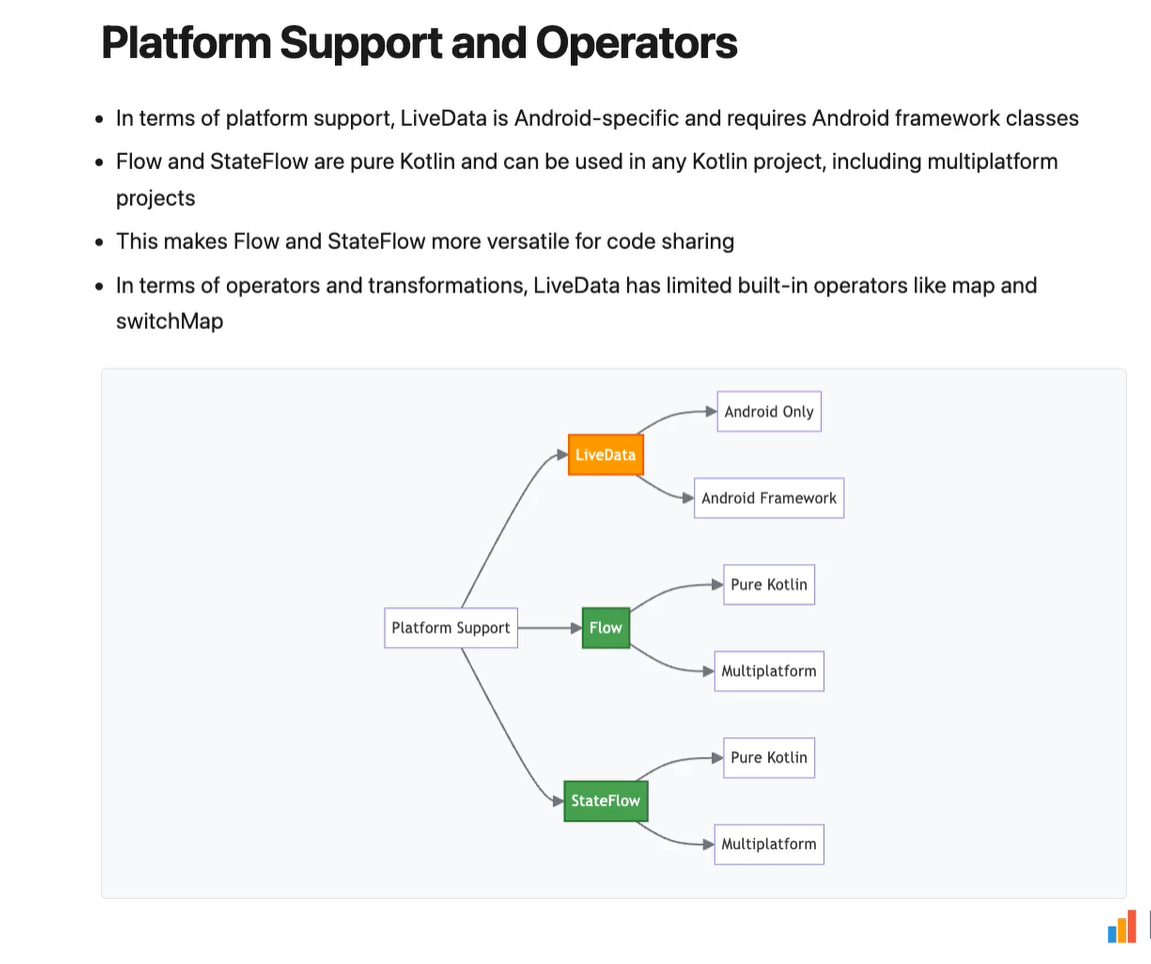 Platform Support and Operators
In terms of platform support, LiveData is Android-specific and requires Android framework classes
Flow and StateFlow are pure Kotlin and can be used in any Kotlin project, including multiplatform
projects
This makes Flow and StateFlow more versatile for code sharing
In terms of operators and transformations, LiveData has limited built-in operators like map and
switchMap
Android Only
LiveData
Android Framework
Pure Kotlin
Platform Support
Flow
Multiplatform
Pure Kotlin
StateFlow
Multiplatform